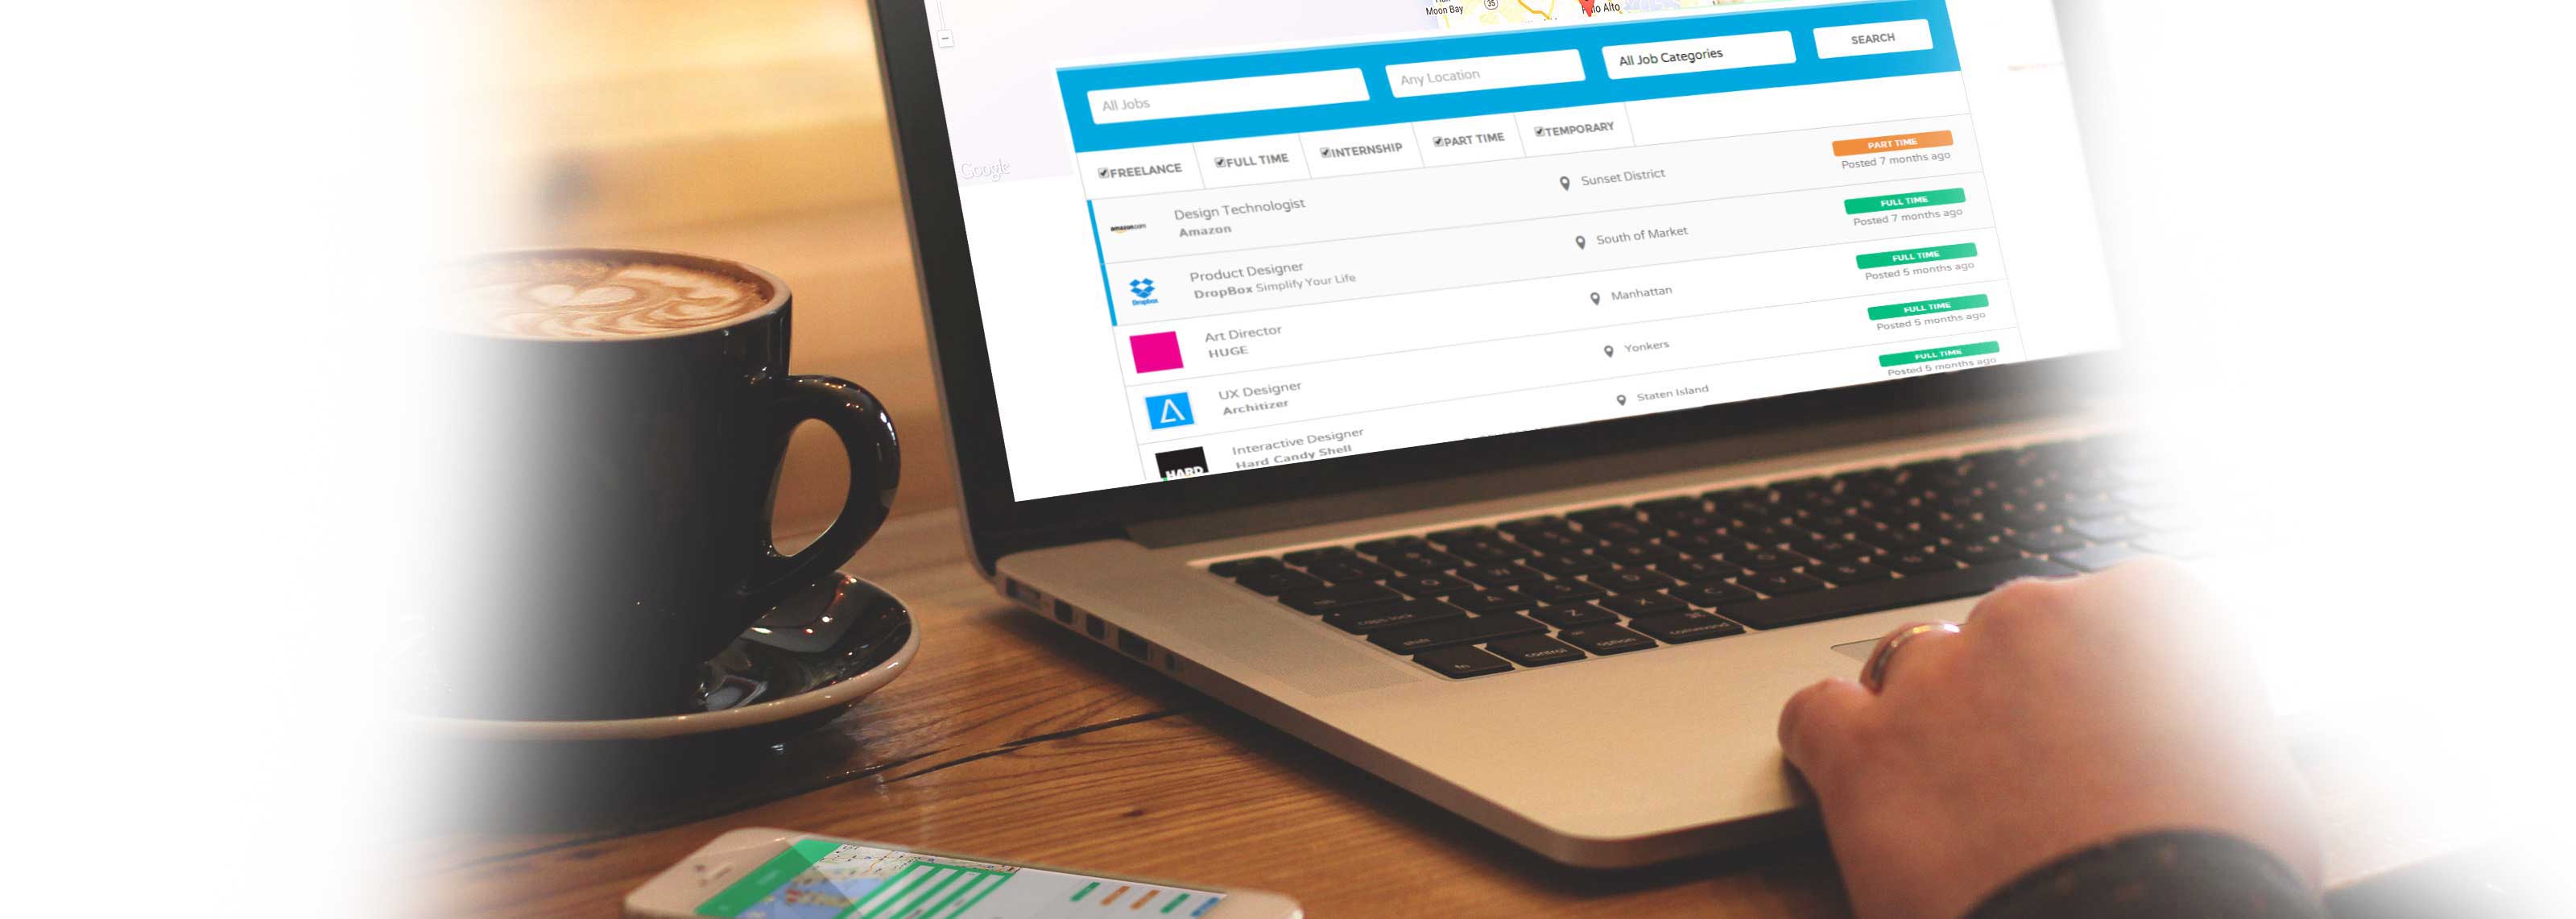 Moon Bay
35
Palo Alto
All Jobs
Any Location
All Job Categories
SEARCH
Google
FREELANCE
FULL TIME
INTERNSHIP
PART TIME
TEMPORARY
amazon.com
Design Technologist
Amazon
Sunset District
PART TIME
Posted 7 months ago
Dropbox
Product Designer
DropBox Simplify Your Life
South of Market
FULL TIME
Posted 7 months ago
Art Director
HUGE
Manhattan
FULL TIME
Posted 5 months ago
UX Designer
Architizer
Yonkers
FULL TIME
Posted 5 months ago
HARD
Interactive Designer
Hard Candy Shell
Staten Island
FULL TIME
Posted 5 months ago
caps lock
shift
Z
X
C
V
fn
control
option
command